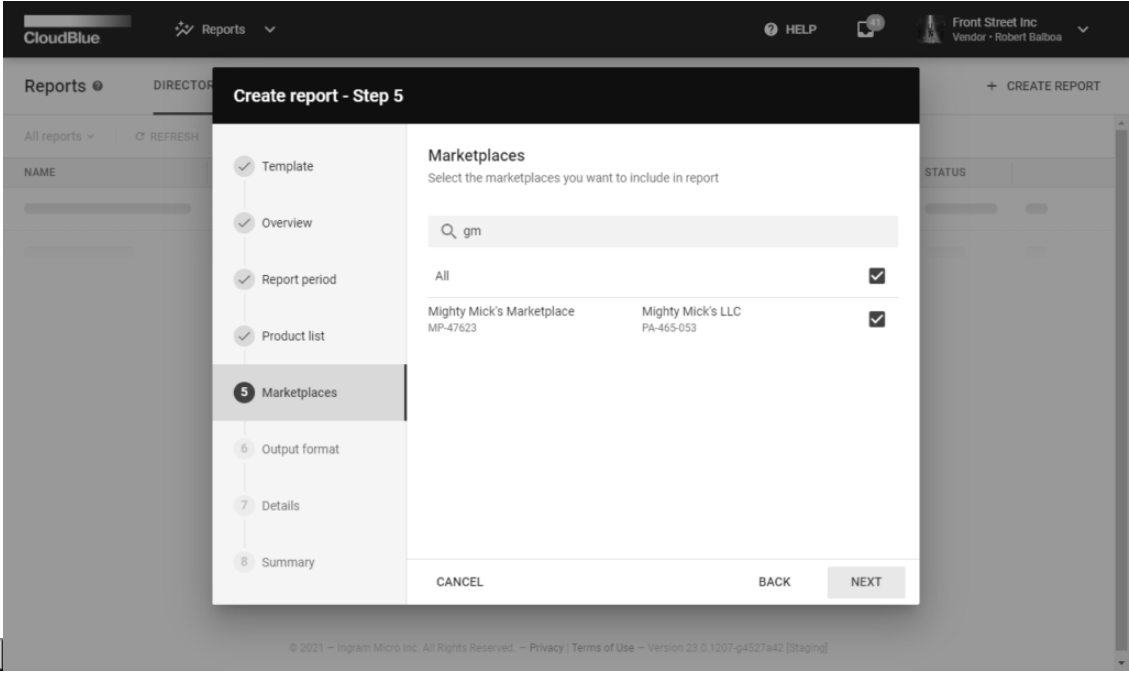 CloudBlue
Reports
HELP
41
Front Street Inc
Vendor • Robert Balboa
Reports
DIRECTOR
+ CREATE REPORT
All reports
REFRESH
NAME
STATUS
Create report - Step 5
Template
Overview
Report period
Product list
5 Marketplaces
6 Output format
7 Details
8 Summary
Marketplaces
Select the marketplaces you want to include in report
gm
All
Mighty Mick's Marketplace
MP-47623
Mighty Mick's LLC
PA-465-053
CANCEL
BACK
NEXT
© 2021 — Ingram Micro Inc. All Rights Reserved. — Privacy | Terms of Use — Version 23.0.1207-g4527a42 [Staging]